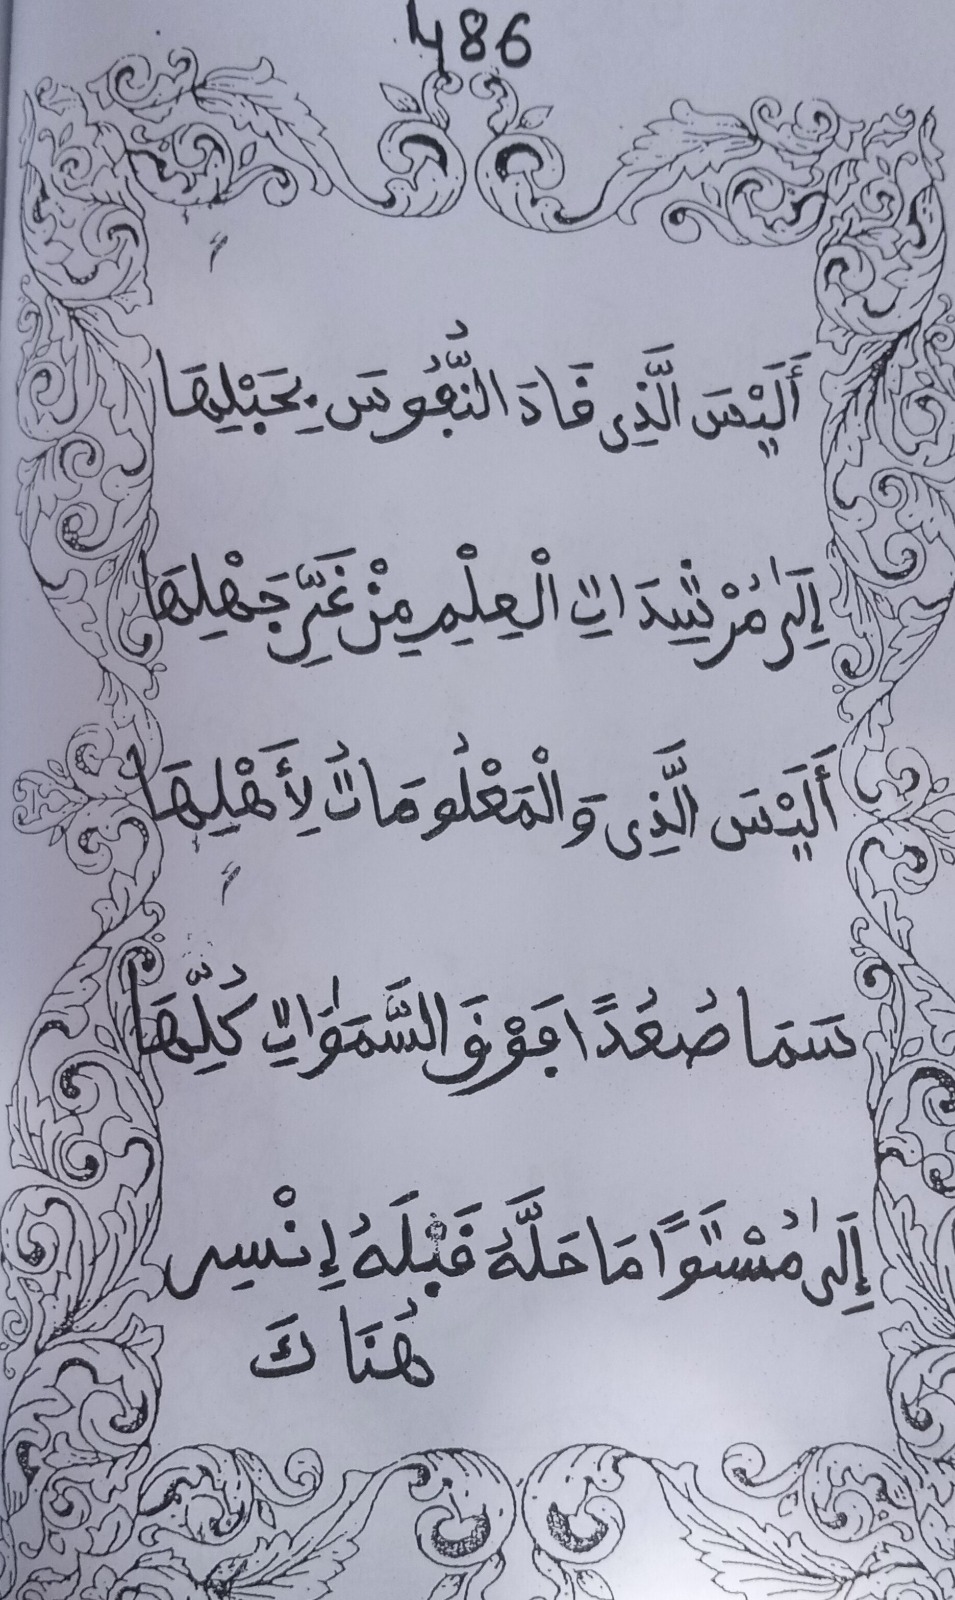 486
أَلَيْسَ الَّذِى فَادَ النُّفُوسَ بِحَبْلِهَا
إِلَىٰ مُرْشِدَاتِ الْعِلْمِ مِنْ غَيِّ جَهْلِهَا
أَلَيْسَ الَّذِى وَالْمَعْلُومَاتُ لِأَهْلِهَا
سَمَا صُعُدًا فَوْقَ السَّمَوَٰاتِ كُلِّهَا
إِلَىٰ مُسْتَوًا مَا حَلَّهُ قَبْلَهُ إِنْسِى
هُنَاكَ